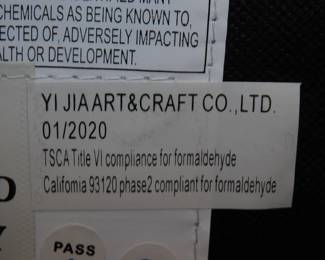 CHEMICALS AS BEING KNOWN TO,
ECTED OF, ADVERSELY IMPACTING
ALTH OR DEVELOPMENT.
YI JIA ART&CRAFT CO.,LTD.
01/2020
TSCA Title VI compliance for formaldehyde
California 93120 phase2 compliant for formaldehyde
PASS